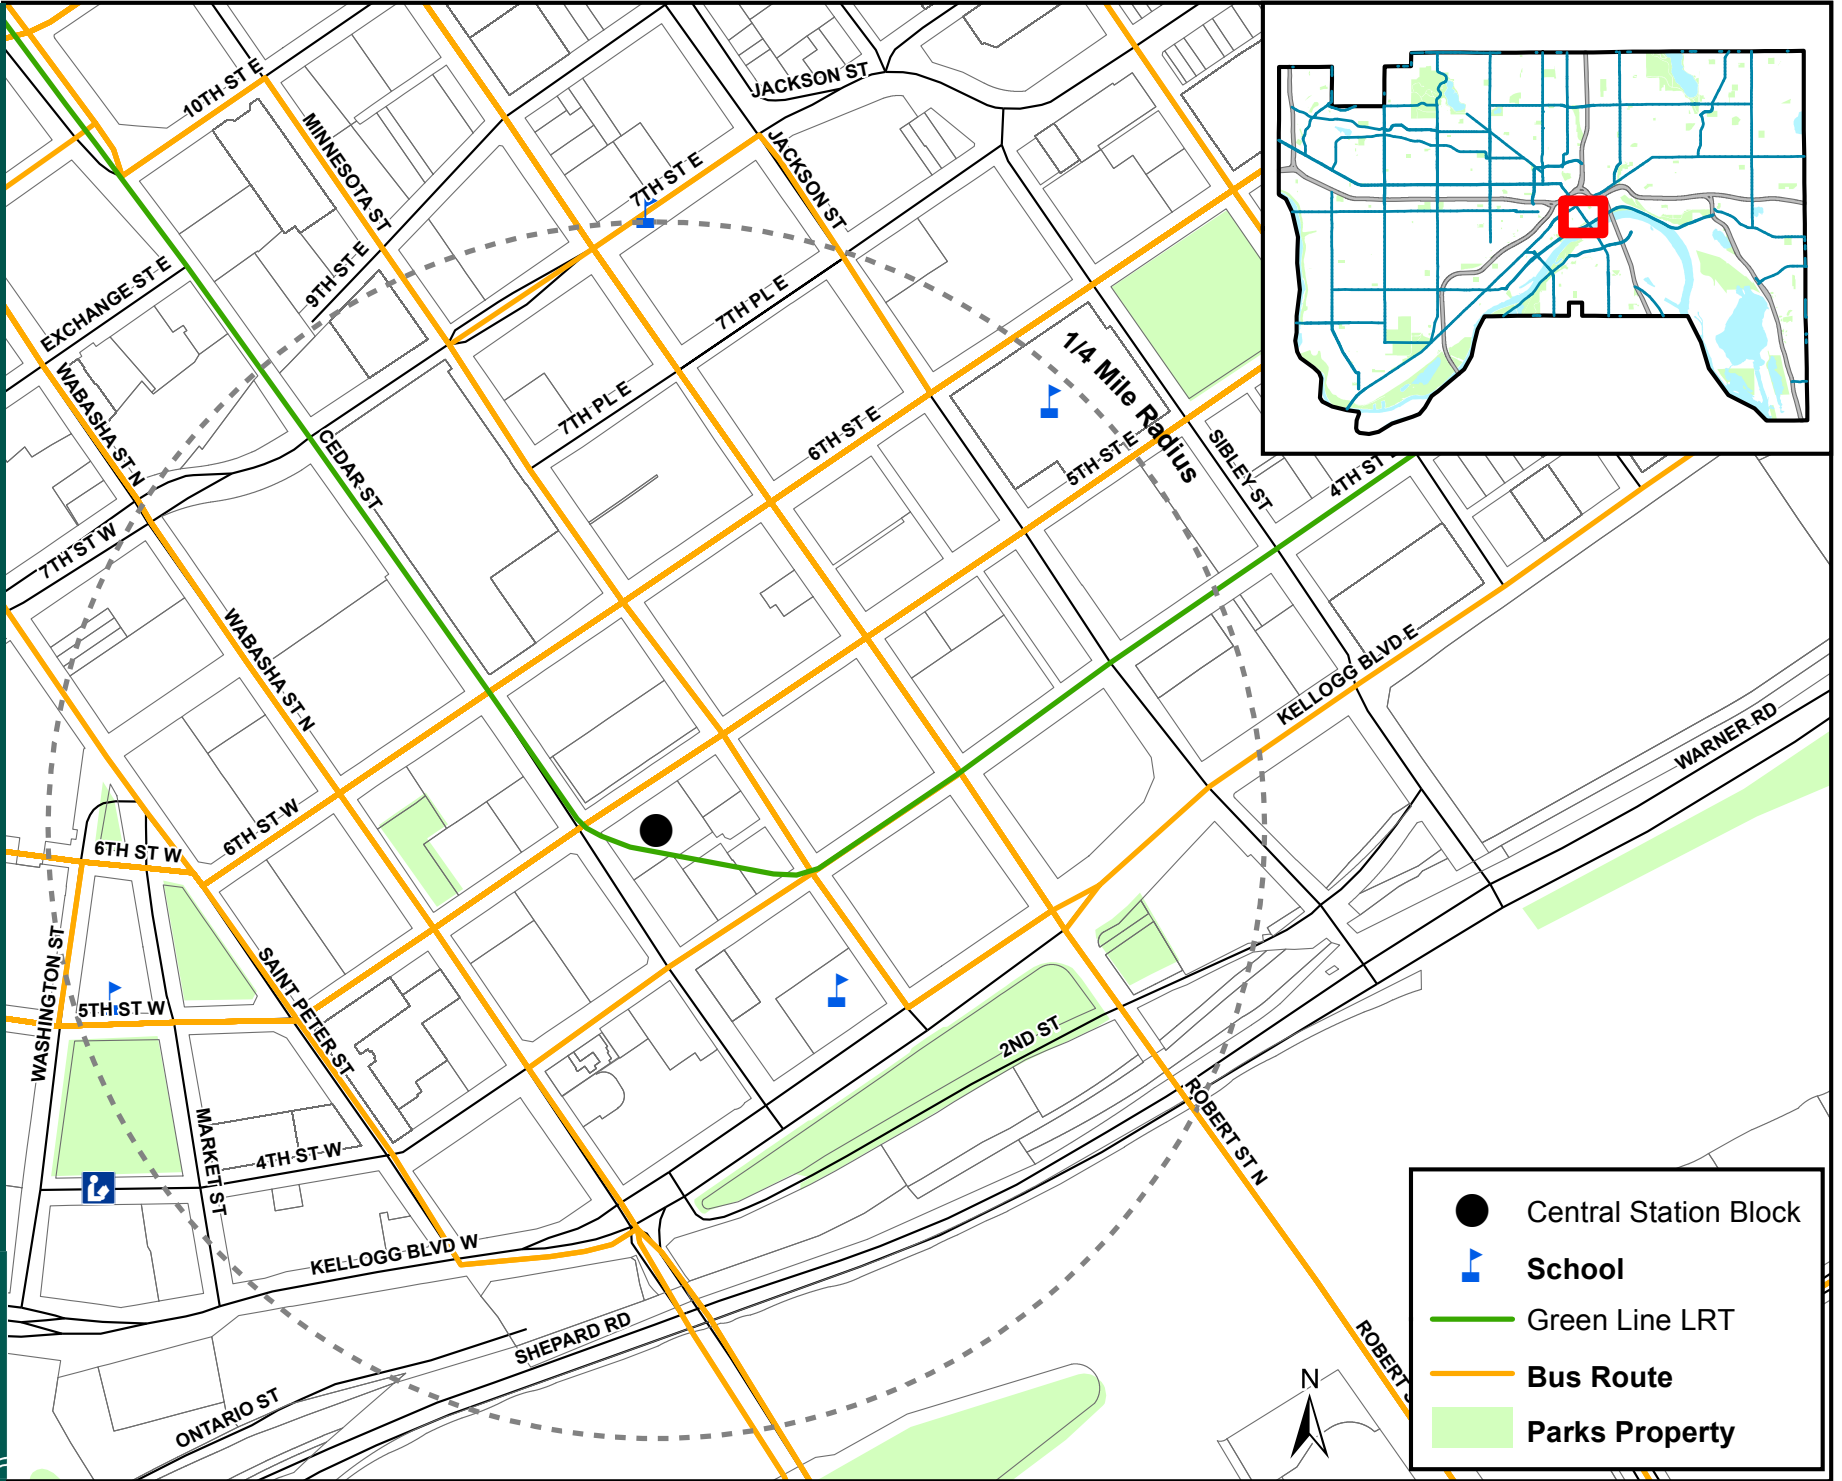 10TH ST E
JACKSON ST
MINNESOTA ST
JACKSON ST
7TH ST E
9TH ST E
EXCHANGE ST E
7TH PL E
1/4 Mile Radius
WABASHA ST N
7TH PL E
6TH ST E
CEDAR ST
5TH ST E
SIBLEY ST
4TH ST E
7TH ST W
WABASHA ST N
KELLOGG BLVD E
WARNER RD
6TH ST W
6TH ST W
WASHINGTON ST
5TH ST W
SAINT PETER ST
2ND ST
MARKET ST
4TH ST W
ROBERT ST N
KELLOGG BLVD W
SHEPARD RD
ONTARIO ST
ROBERT S
N
Central Station Block
School
Green Line LRT
Bus Route
Parks Property